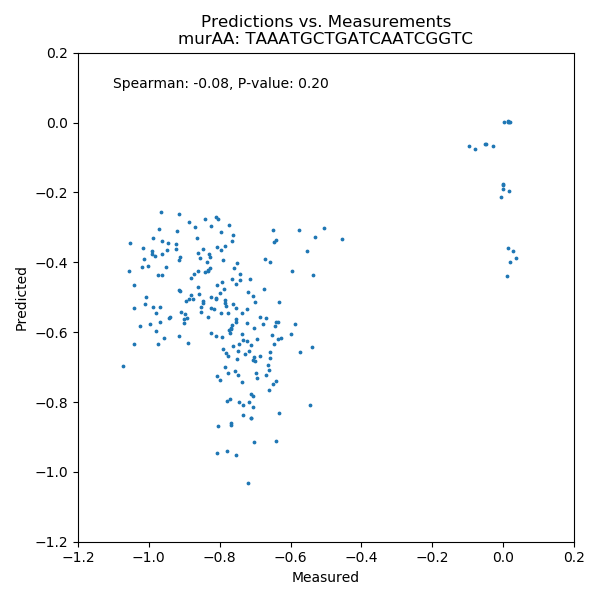 Predictions vs. Measurements
murAA: TAAATGCTGATCAATCGGTC
0.2
Spearman: -0.08, P-value: 0.20
0.0
−0.2
Predicted
−0.4
−0.6
−0.8
−1.0
−1.2
−1.2 −1.0 −0.8 −0.6 −0.4 −0.2 0.0 0.2
Measured